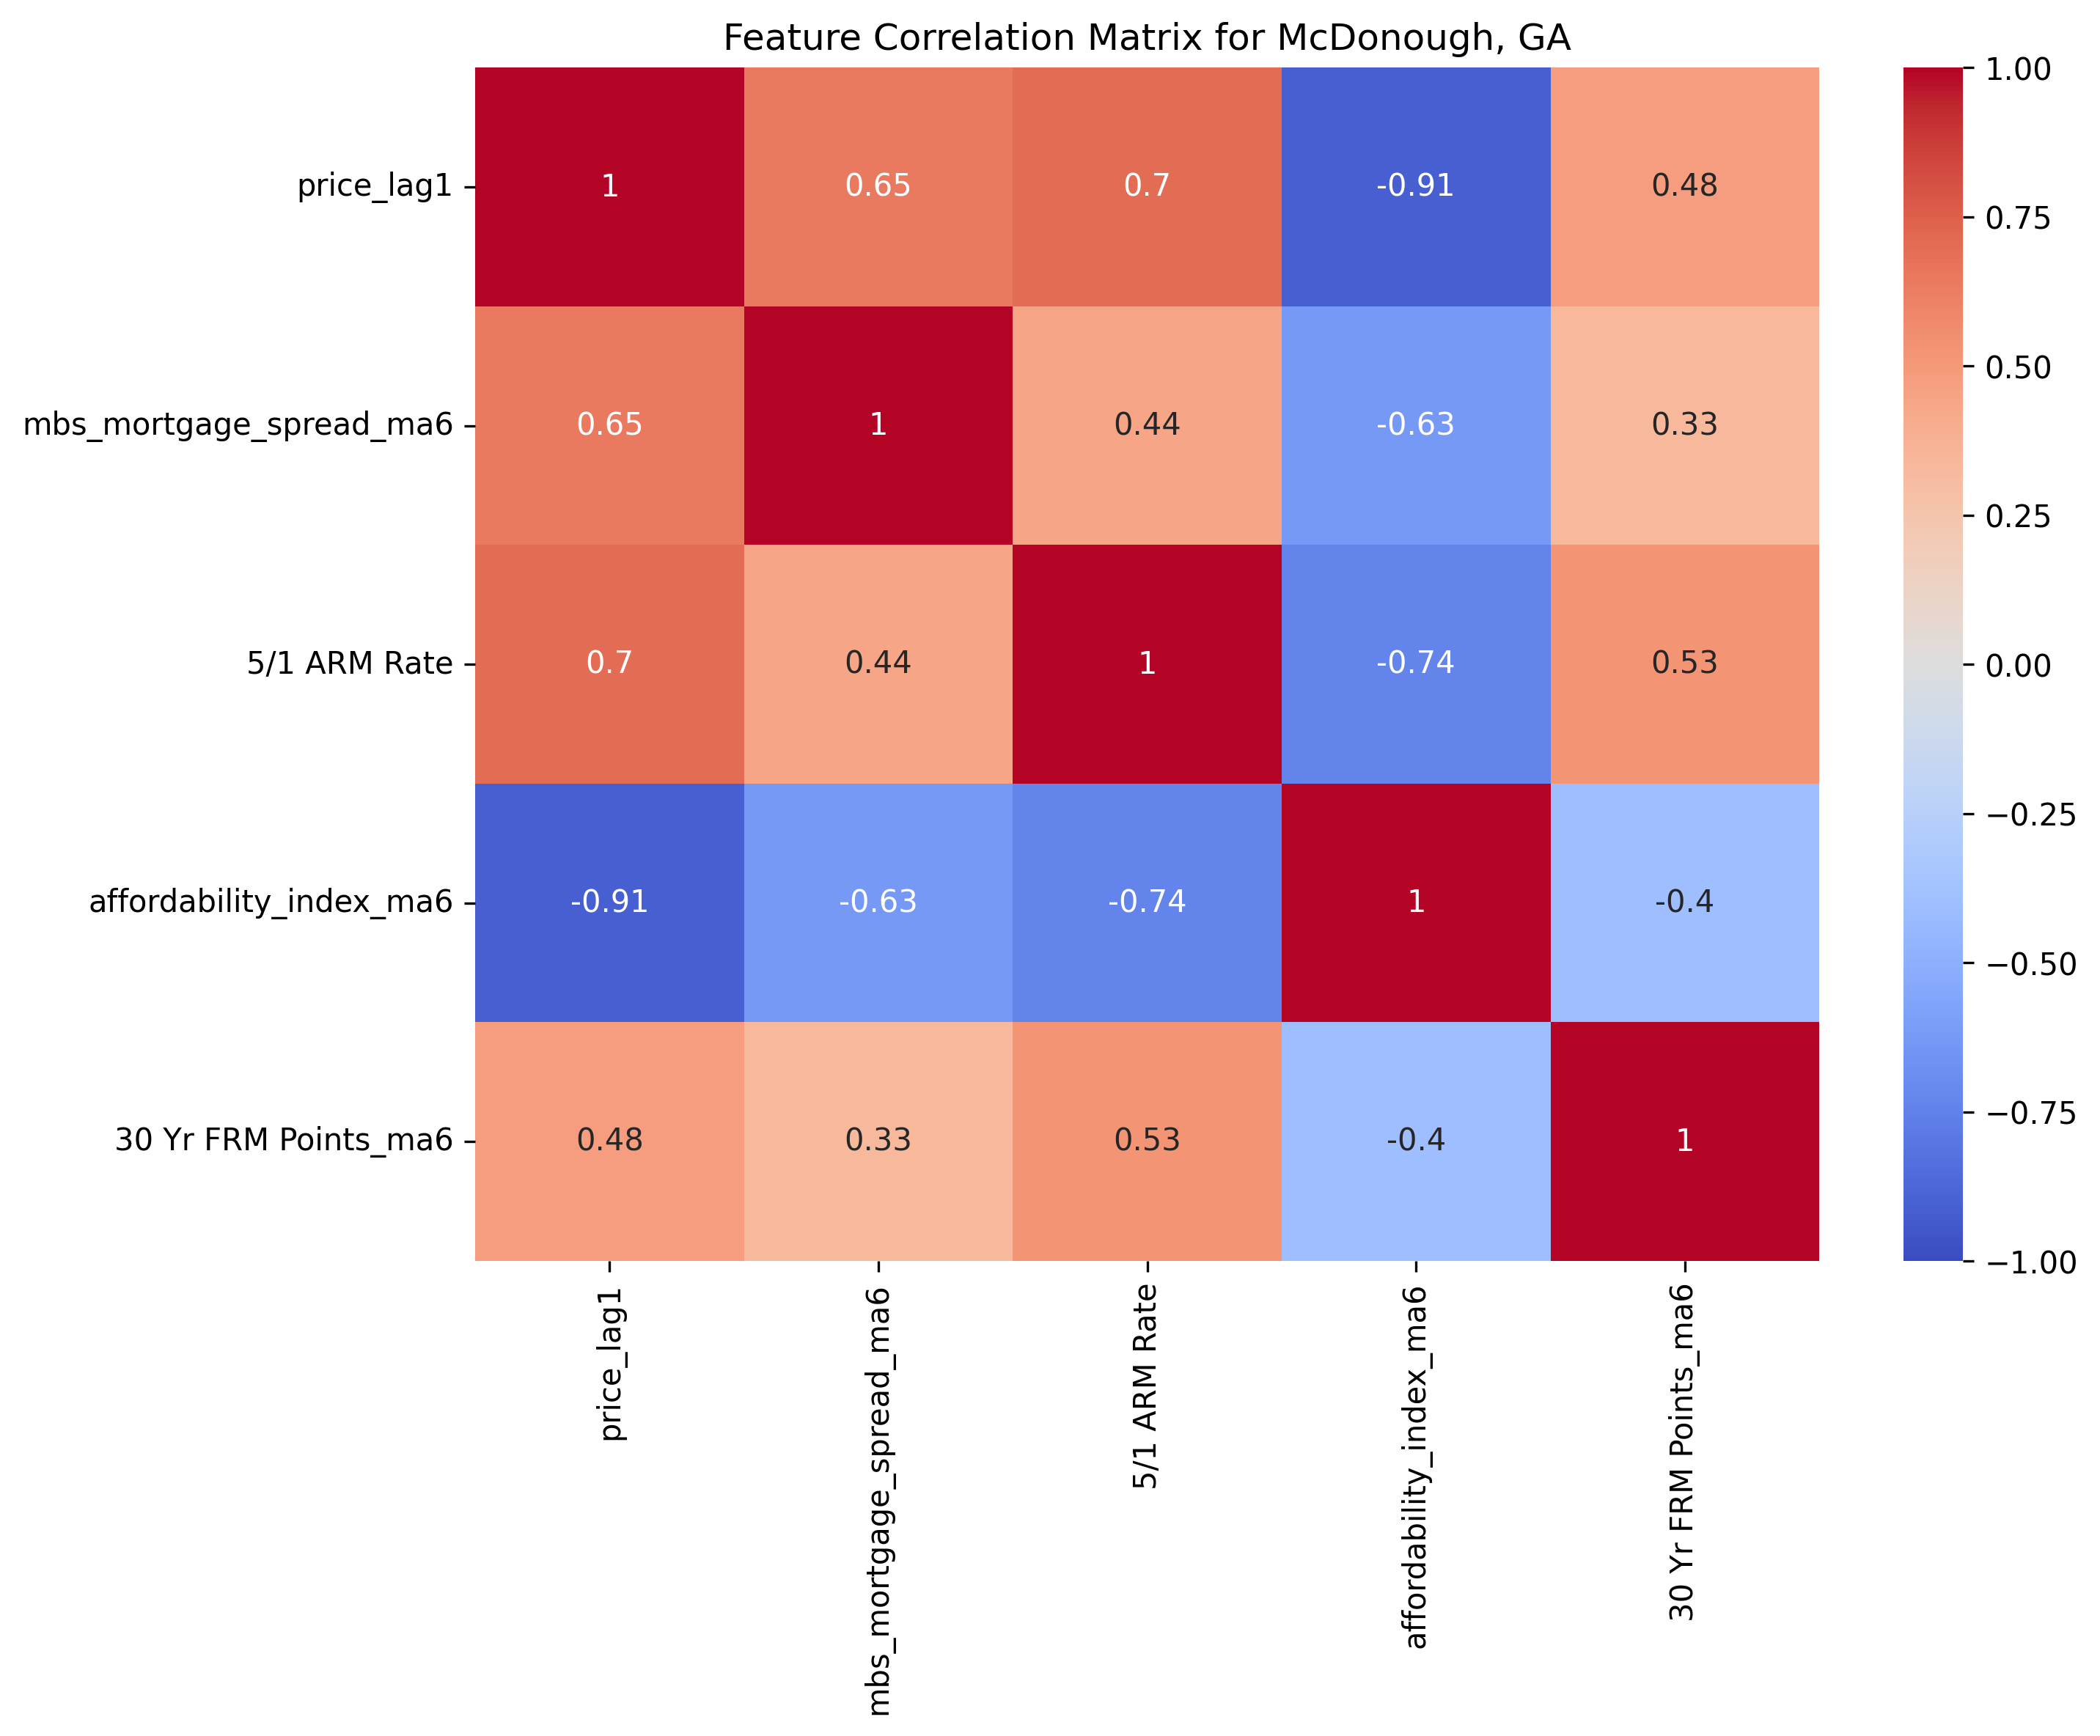 Feature Correlation Matrix for McDonough, GA
price_lag1 1 0.65 0.7 -0.91 0.48
mbs_mortgage_spread_ma6 0.65 1 0.44 -0.63 0.33
5/1 ARM Rate 0.7 0.44 1 -0.74 0.53
affordability_index_ma6 -0.91 -0.63 -0.74 1 -0.4
30 Yr FRM Points_ma6 0.48 0.33 0.53 -0.4 1
price_lag1
mbs_mortgage_spread_ma6
5/1 ARM Rate
affordability_index_ma6
30 Yr FRM Points_ma6
1.00
0.75
0.50
0.25
0.00
−0.25
−0.50
−0.75
−1.00